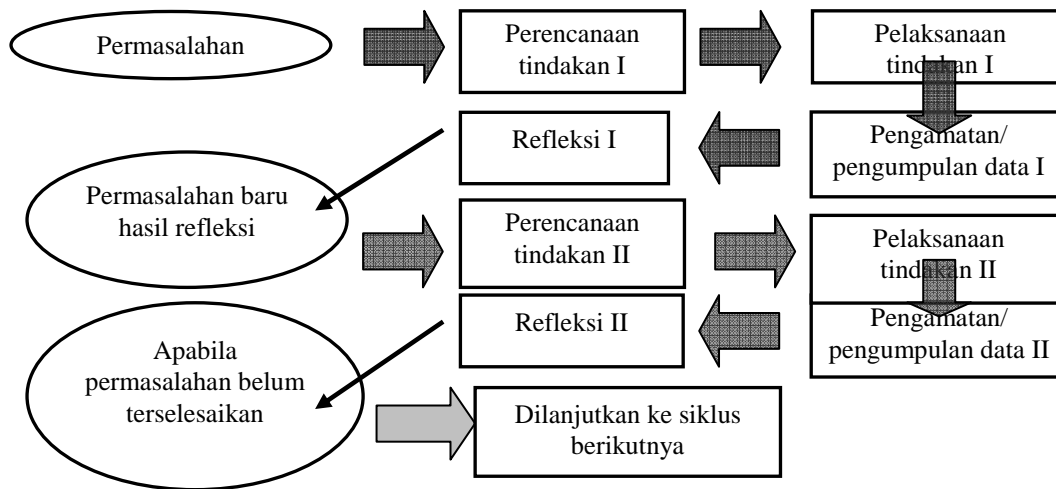 Permasalahan
Perencanaan
tindakan I
Pelaksanaan
tindakan I
Refleksi I
Pengamatan/
pengumpulan data I
Permasalahan baru
hasil refleksi
Perencanaan
tindakan II
Pelaksanaan
tindakan II
Refleksi II
Pengamatan/
pengumpulan data II
Apabila
permasalahan belum
terselesaikan
Dilanjutkan ke siklus
berikutnya